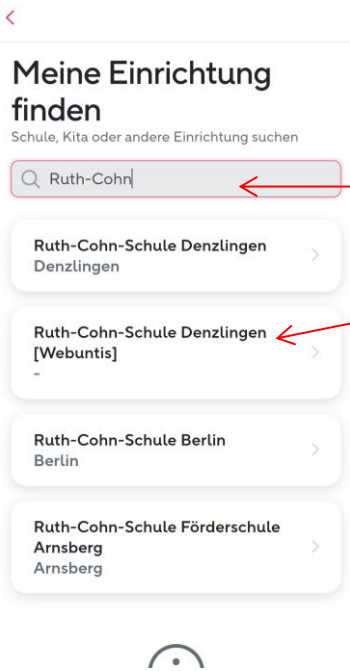 Meine Einrichtung
finden
Schule, Kita oder andere Einrichtung suchen
Ruth-Cohn
Ruth-Cohn-Schule Denzlingen
Denzlingen
Ruth-Cohn-Schule Denzlingen
[Webuntis]
-
Ruth-Cohn-Schule Berlin
Berlin
Ruth-Cohn-Schule Förderschule
Arnsberg
Arnsberg